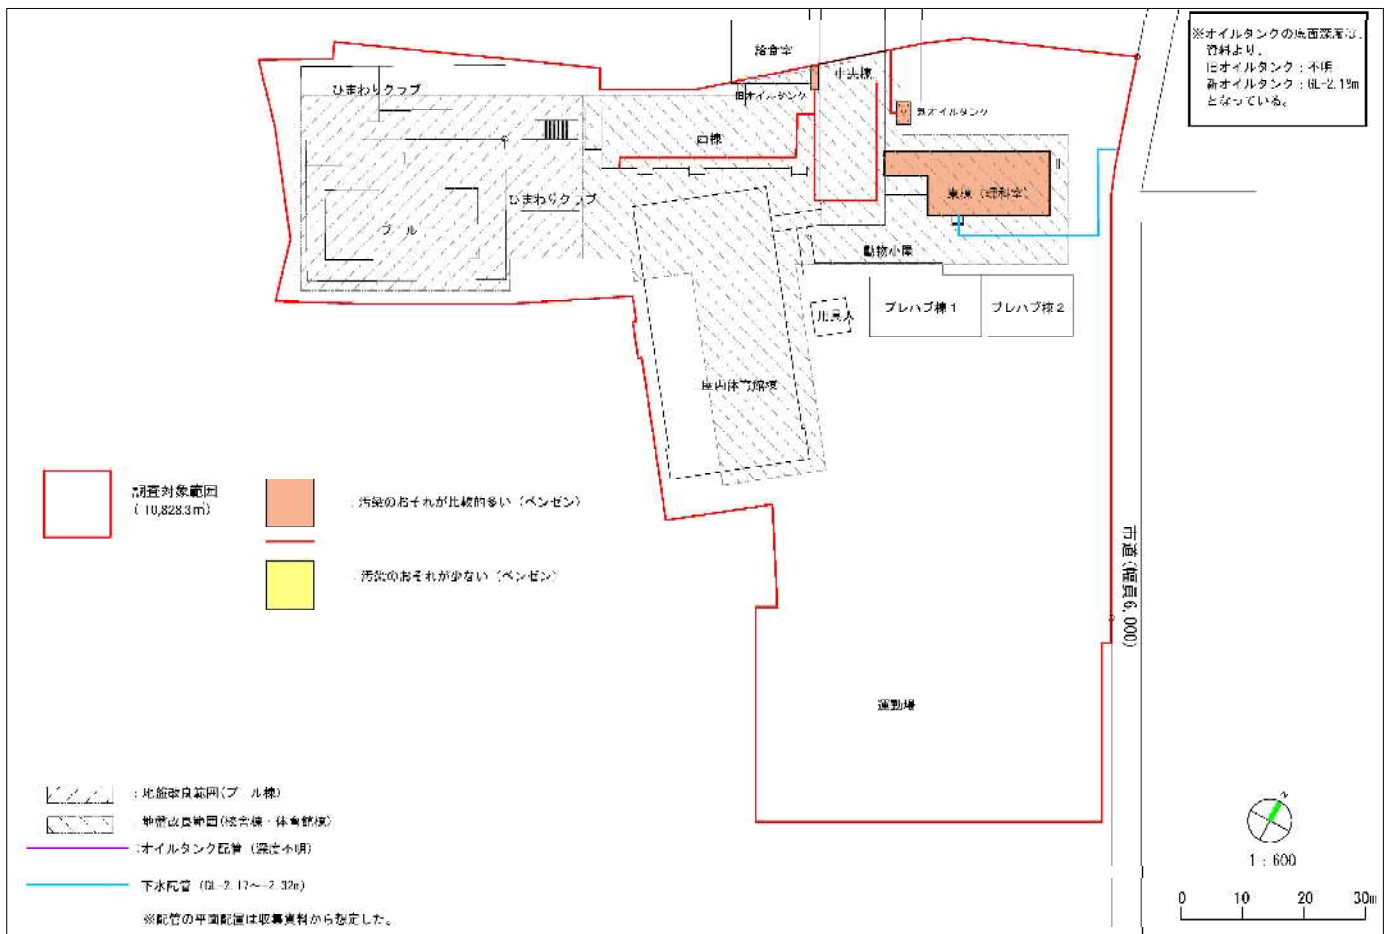 給食室
中央棟
※オイルタンクの底面深度は、
資料より、
旧オイルタンク：不明
新オイルタンク：GL-2.19m
となっている。
ひまわりクラブ
旧オイルタンク
新オイルタンク
西棟
ひまわりクラブ
東棟（理科室）
プール
動物小屋
プレハブ棟１
プレハブ棟２
用具入
屋内体育館棟
調査対象範囲
(10,828.3㎡)
：汚染のおそれが比較的多い（ベンゼン）
：汚染のおそれが少ない（ベンゼン）
市道(幅員6,000)
運動場
：地盤改良範囲(プール棟)
：地盤改良範囲(校舎棟・体育館棟)
：オイルタンク配管（深度不明）
：下水配管（GL-2.17～-2.32m）
※配管の平面配置は収集資料から想定した。
1：600
0 10 20 30m